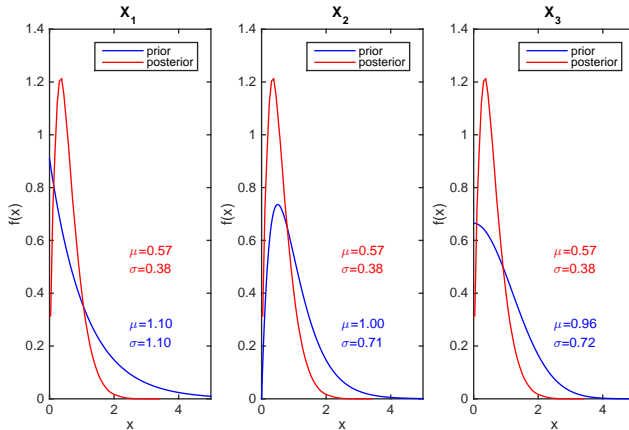 X1
prior
posterior
1.4
1.2
1
0.8
0.6
0.4
0.2
0
f(x)
μ=0.57
σ=0.38
μ=1.10
σ=1.10
0
2
4
x
X2
prior
posterior
1.4
1.2
1
0.8
0.6
0.4
0.2
0
f(x)
μ=0.57
σ=0.38
μ=1.00
σ=0.71
0
2
4
x
X3
prior
posterior
1.4
1.2
1
0.8
0.6
0.4
0.2
0
f(x)
μ=0.57
σ=0.38
μ=0.96
σ=0.72
0
2
4
x